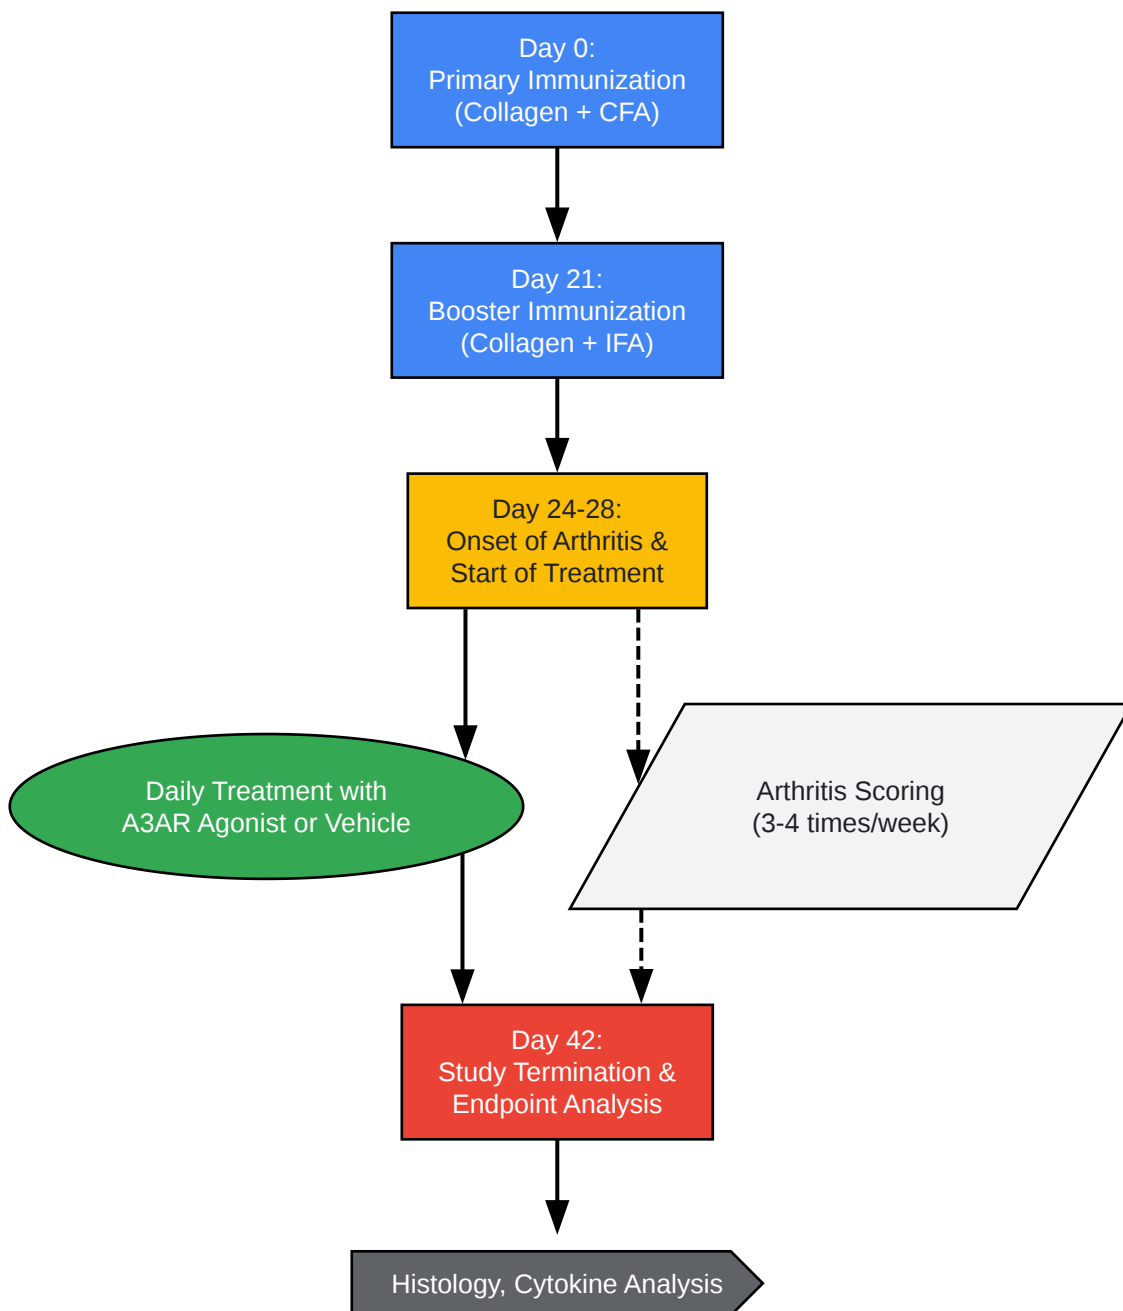 Day 0:
Primary Immunization
(Collagen + CFA)
Day 21:
Booster Immunization
(Collagen + IFA)
Day 24-28:
Onset of Arthritis &
Start of Treatment
Daily Treatment with
A3AR Agonist or Vehicle
Arthritis Scoring
(3-4 times/week)
Day 42:
Study Termination &
Endpoint Analysis
Histology, Cytokine Analysis